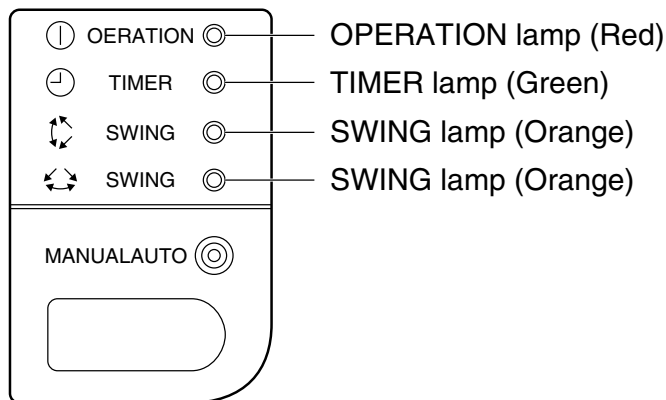 OERATION OPERATION lamp (Red)
TIMER TIMER lamp (Green)
SWING SWING lamp (Orange)
SWING SWING lamp (Orange)
MANUALAUTO